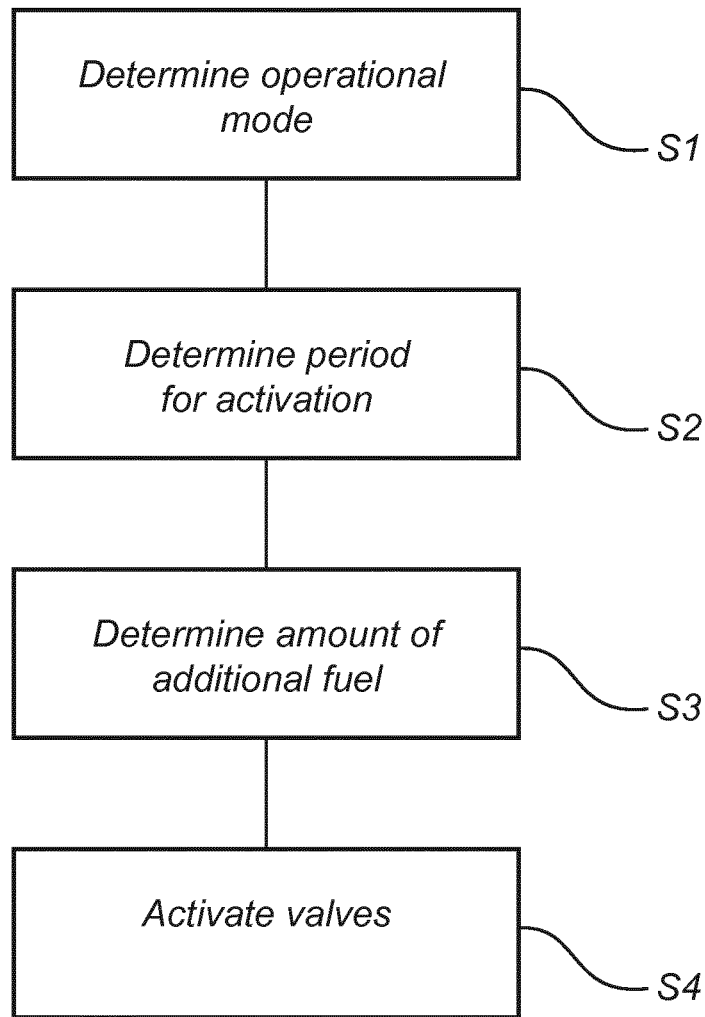 Determine operational
mode
S1
Determine period
for activation
S2
Determine amount of
additional fuel
S3
Activate valves
S4